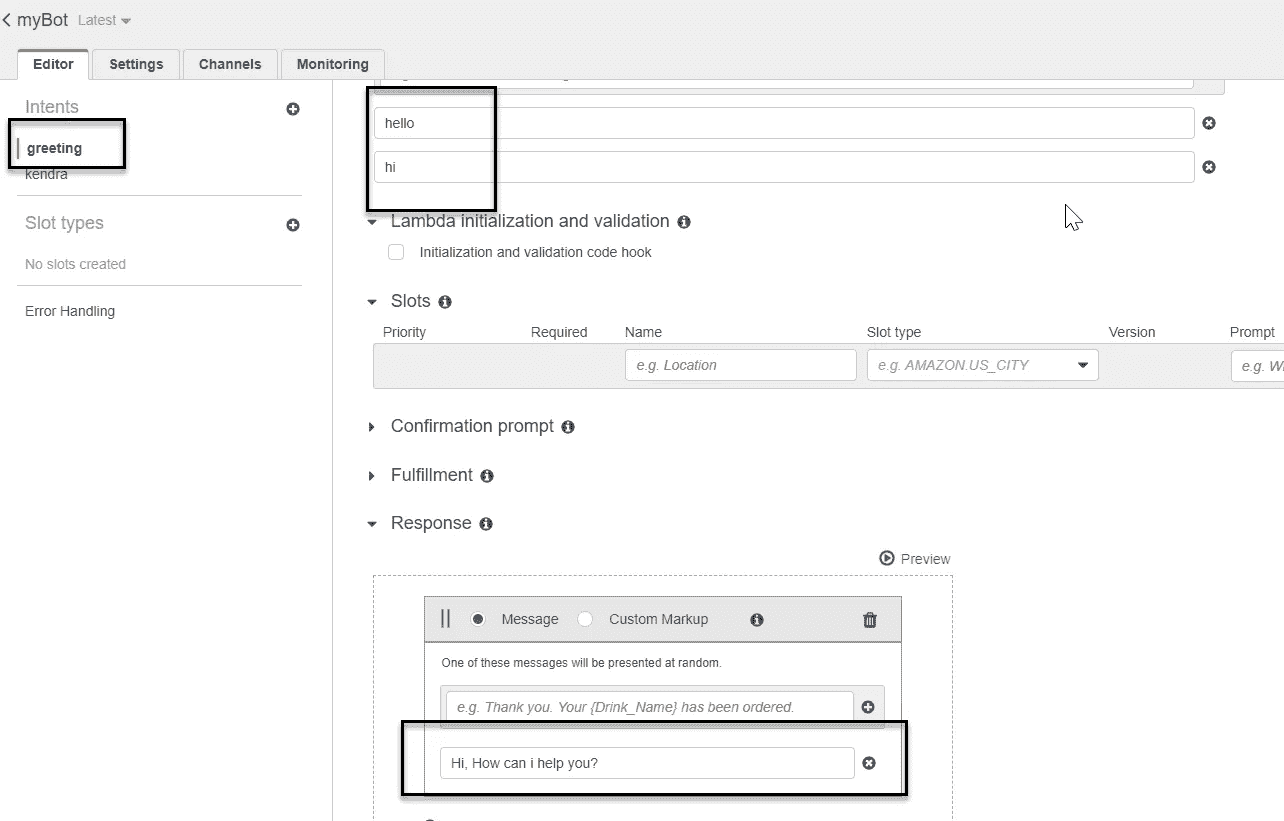 myBot Latest
Editor Settings Channels Monitoring
Intents
greeting
kendra
Slot types
No slots created
Error Handling
hello
hi
Lambda initialization and validation
Initialization and validation code hook
Slots
Priority Required Name Slot type Version Prompt
e.g. Location e.g. AMAZON.US_CITY e.g.
Confirmation prompt
Fulfillment
Response
Preview
Message Custom Markup
One of these messages will be presented at random.
e.g. Thank you. Your {Drink_Name} has been ordered.
Hi, How can i help you?